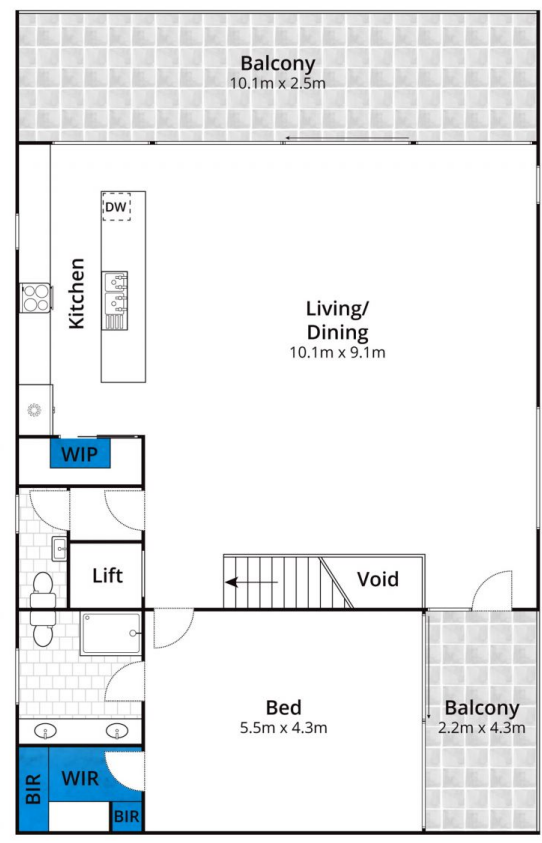 Balcony
10.1m x 2.5m
DW
Kitchen
Living/
Dining
10.1m x 9.1m
WIP
Lift
Void
Bed
5.5m x 4.3m
Balcony
2.2m x 4.3m
BIR
WIR
BIR